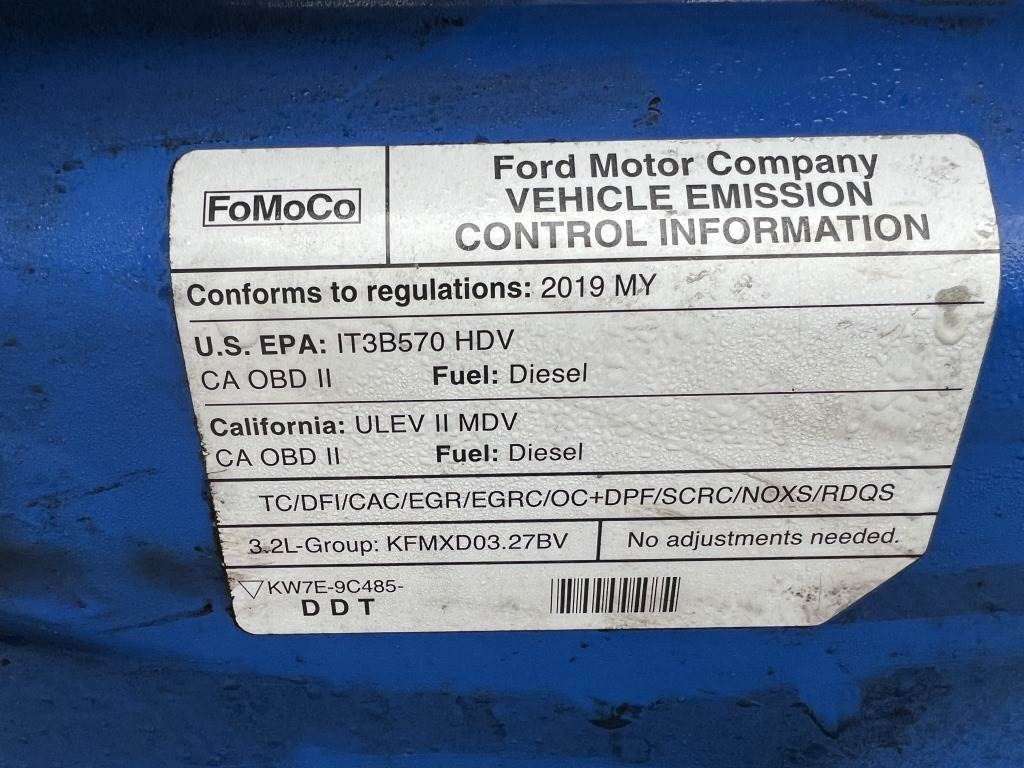 FoMoCo
Ford Motor Company
VEHICLE EMISSION
CONTROL INFORMATION
Conforms to regulations: 2019 MY
U.S. EPA: IT3B570 HDV
CA OBD II Fuel: Diesel
California: ULEV II MDV
CA OBD II Fuel: Diesel
TC/DFI/CAC/EGR/EGRC/OC+DPF/SCRC/NOXS/RDQS
3.2L-Group: KFMXD03.27BV No adjustments needed.
KW7E-9C485-
DDT